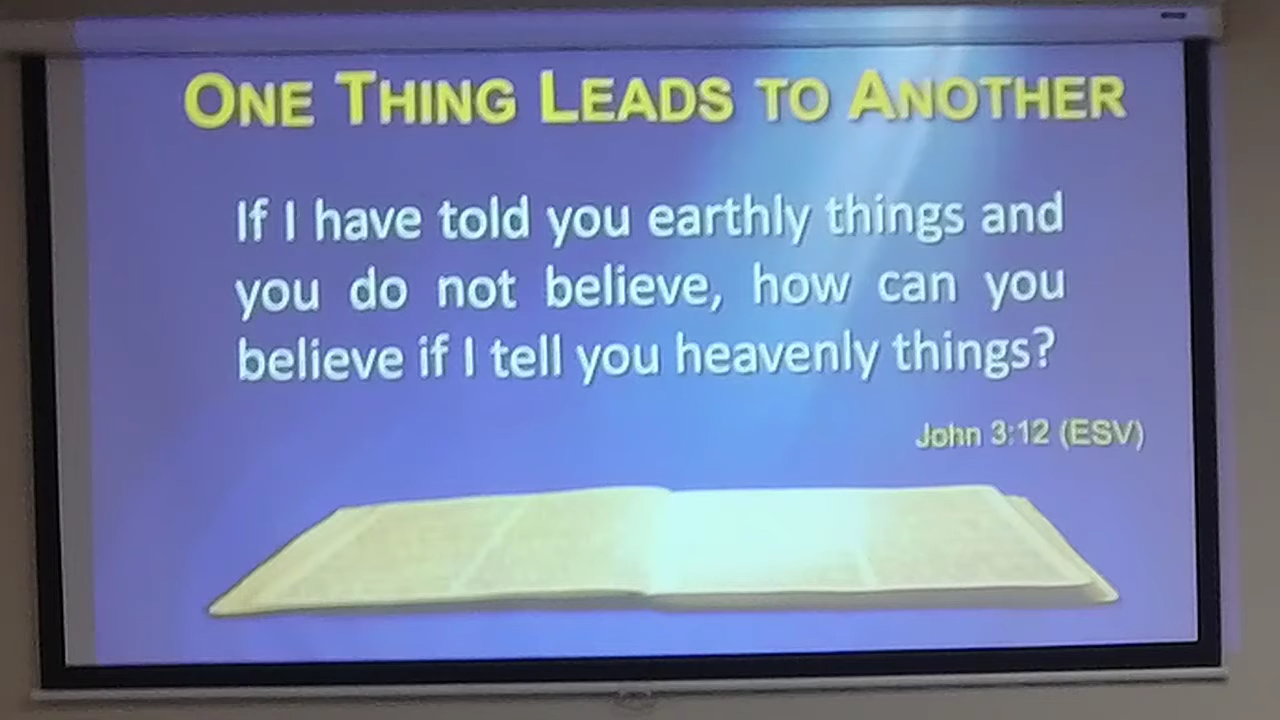 ONE THING LEADS TO ANOTHER
If I have told you earthly things and
you do not believe, how can you
believe if I tell you heavenly things?
John 3:12 (ESV)